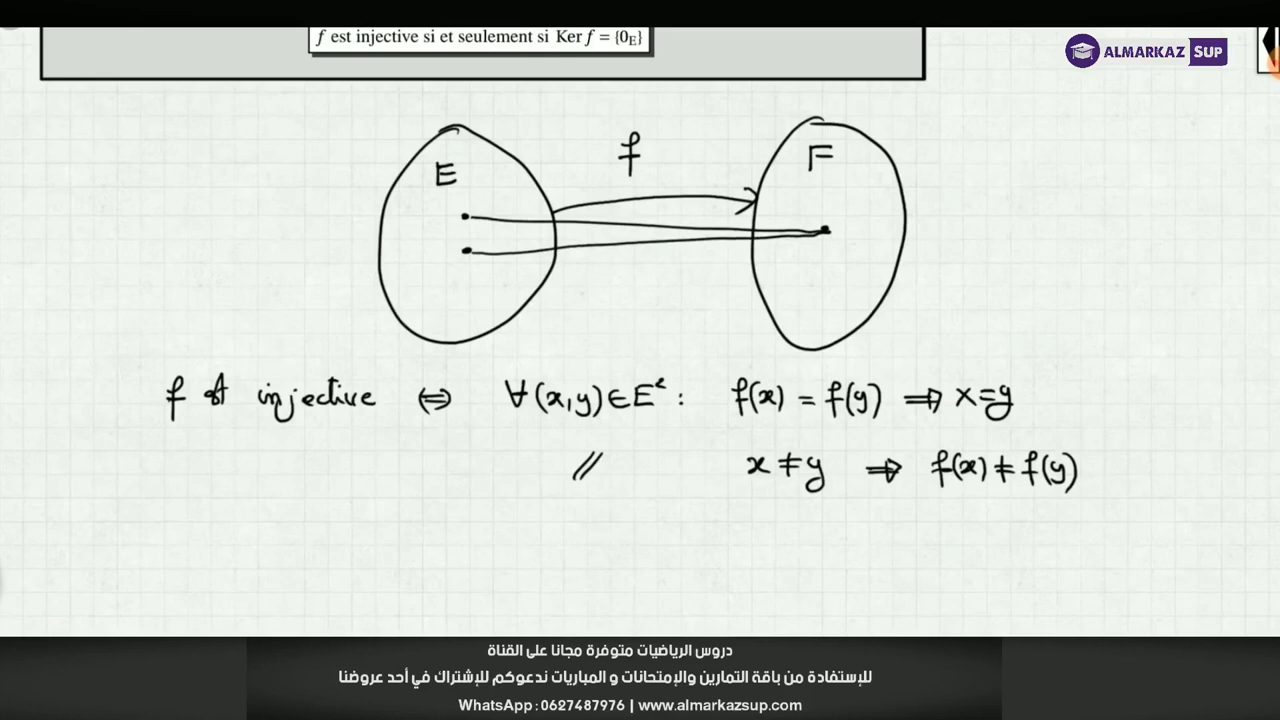 f est injective si et seulement si Ker f = {0_E}
ALMARKAZ SUP
E
f
F
f est injective ⇔ ∀(x,y) ∈ E² : f(x) = f(y) ⇒ x=y
// x ≠ y ⇒ f(x) ≠ f(y)
دروس الرياضيات متوفرة مجانا على القناة
للإستفادة من باقة التمارين والإمتحانات و المباريات ندعوكم للإشتراك في أحد عروضنا
WhatsApp : 0627487976 | www.almarkazsup.com